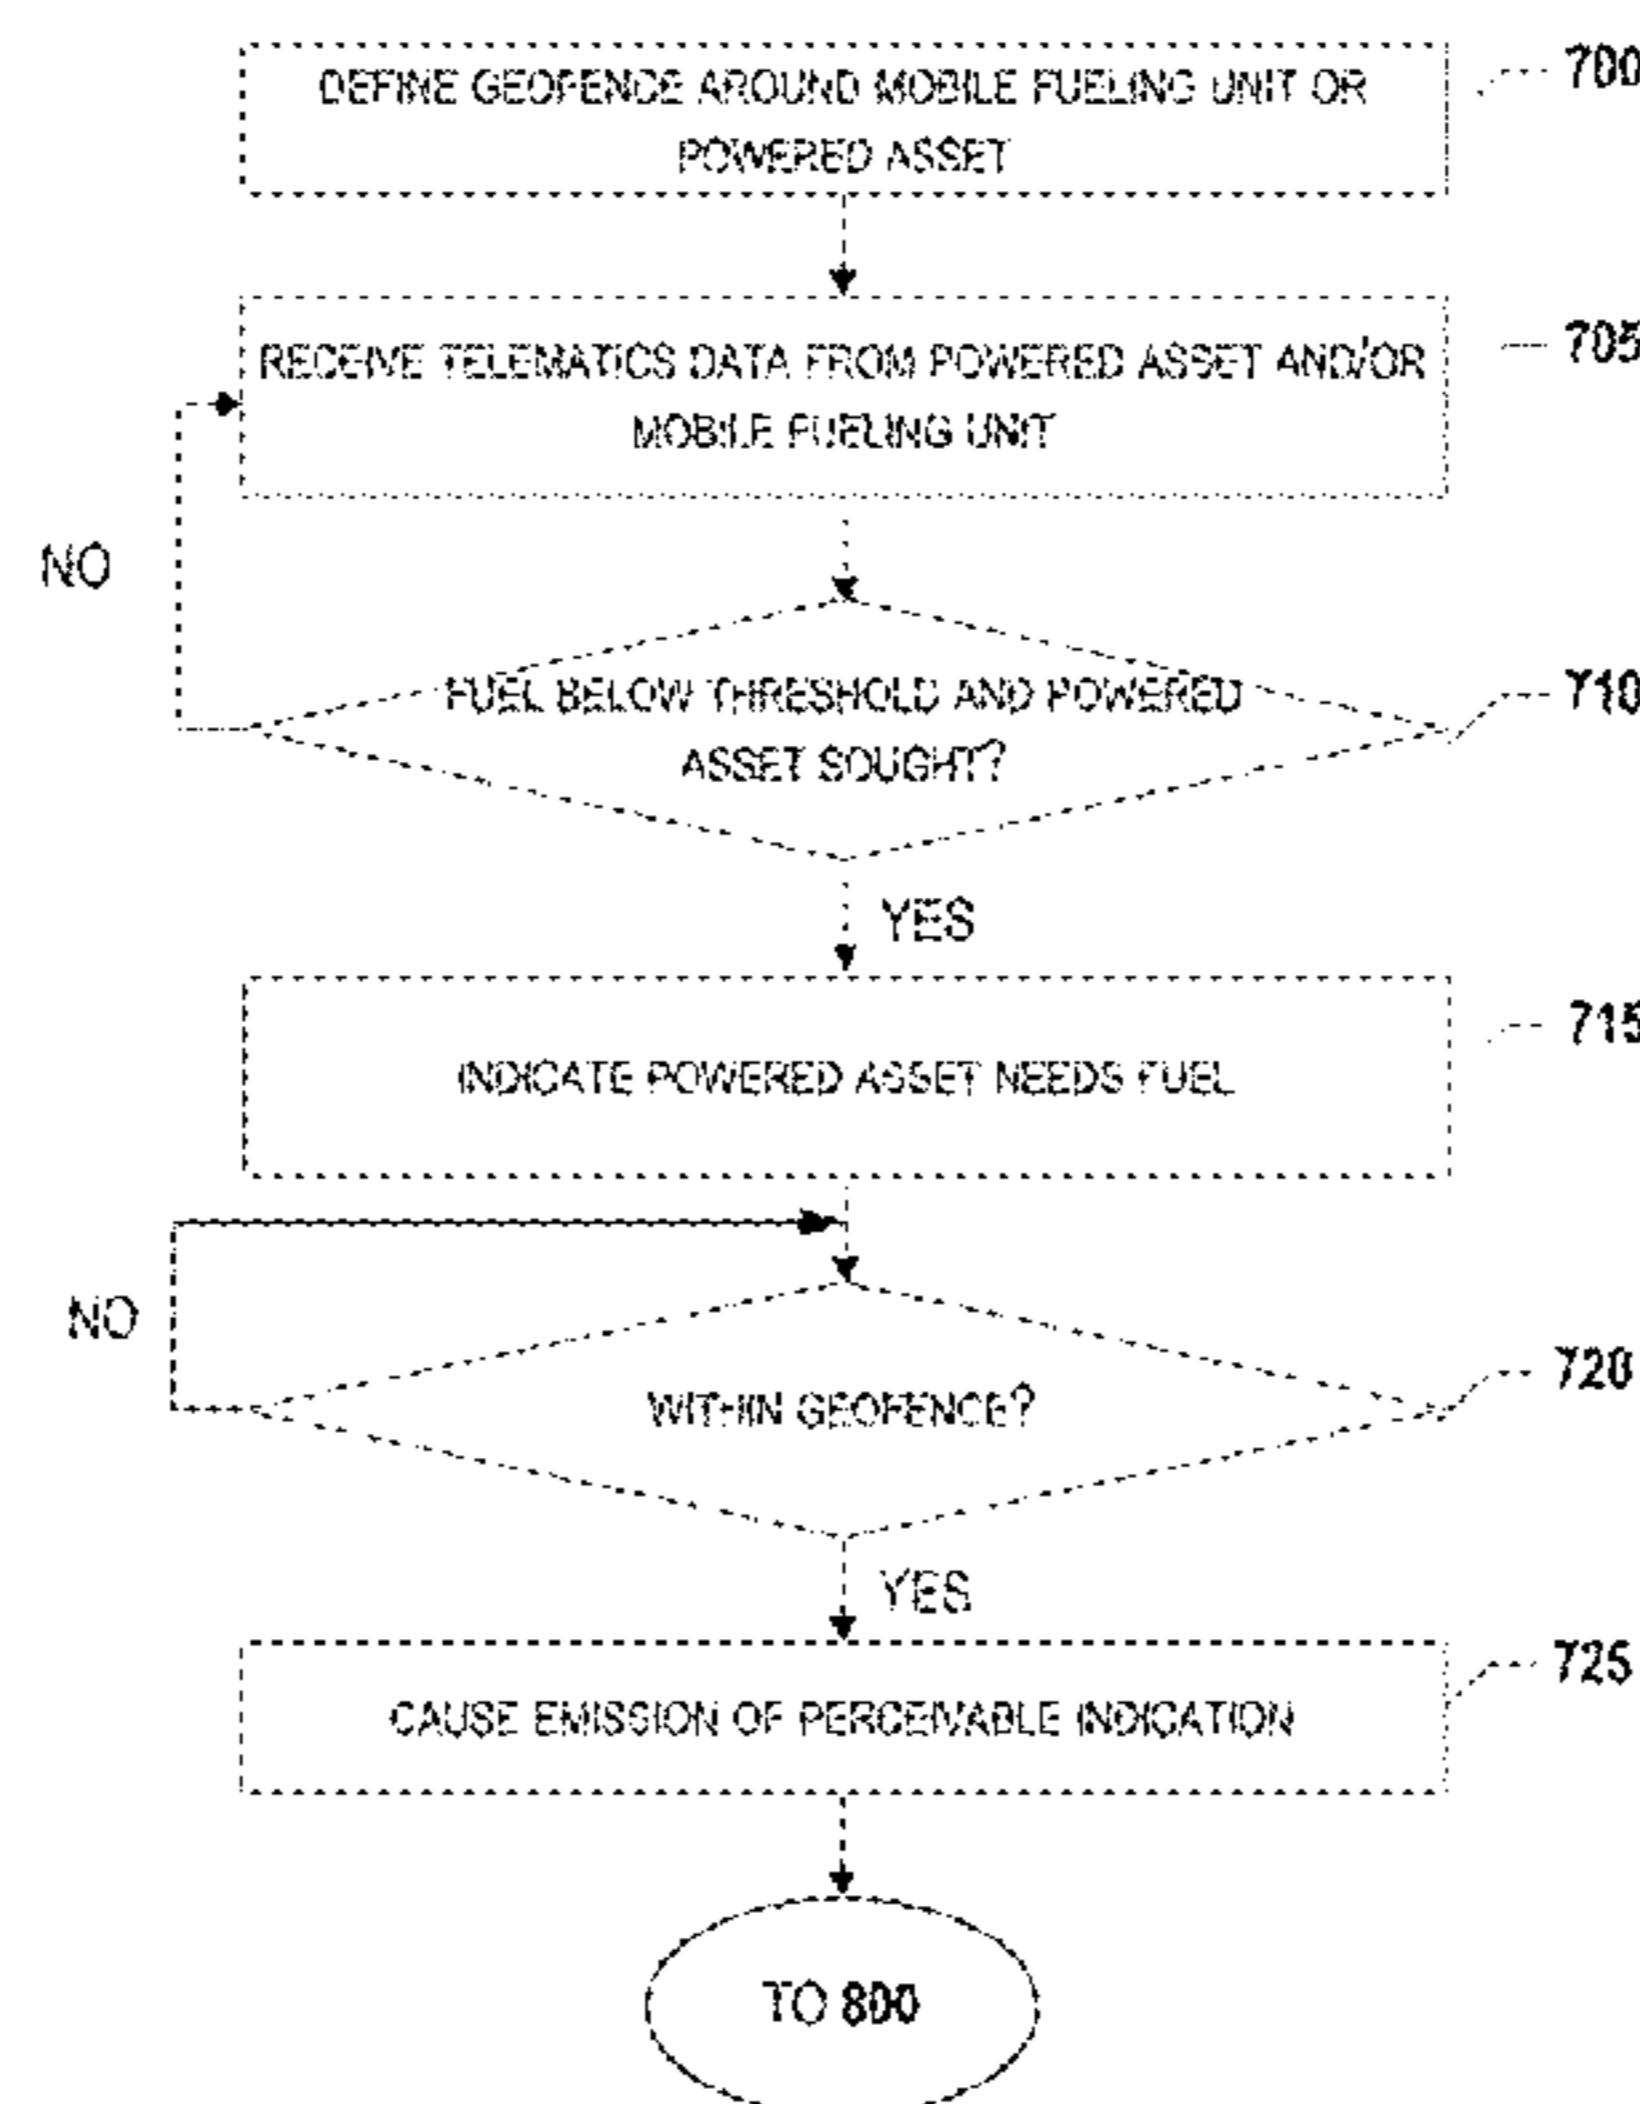 DEFINE GEOFENCE AROUND MOBILE FUELING UNIT OR
POWERED ASSET
700
RECEIVE TELEMATICS DATA FROM POWERED ASSET AND/OR
MOBILE FUELING UNIT
705
NO
FUEL BELOW THRESHOLD AND POWERED
ASSET SOUGHT?
710
YES
INDICATE POWERED ASSET NEEDS FUEL
715
NO
WITHIN GEOFENCE?
720
YES
CAUSE EMISSION OF PERCEIVABLE INDICATION
725
TO 800